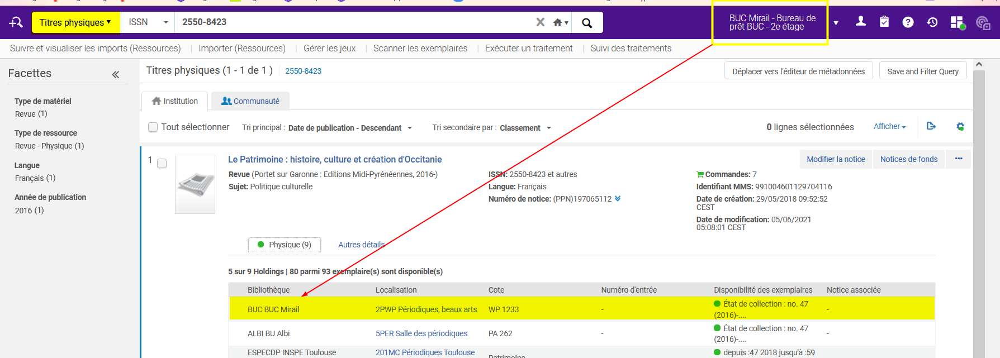 Titres physiques ISSN 2550-8423
BUC Mirail - Bureau de
prêt BUC - 2e étage
Suivre et visualiser les imports (Ressources) | Importer (Ressources) | Gérer les jeux | Scanner les exemplaires | Exécuter un traitement | Suivi des traitements
Facettes
Type de matériel
Revue (1)
Type de ressource
Revue - Physique (1)
Langue
Français (1)
Année de publication
2016 (1)
Titres physiques (1 - 1 de 1 ) 2550-8423
Déplacer vers l'éditeur de métadonnées Save and Filter Query
Institution Communauté
Tout sélectionner Tri principal : Date de publication - Descendant Tri secondaire par : Classement 0 lignes sélectionnées Afficher
1 Le Patrimoine : histoire, culture et création d'Occitanie
Modifier la notice Notices de fonds ...
Revue (Portet sur Garonne : Editions Midi-Pyrénéennes, 2016-)
Sujet: Politique culturelle
ISSN: 2550-8423 et autres
Langue: Français
Numéro de notice: (PPN)197065112
Commandes: 7
Identifiant MMS: 991004601129704116
Date de création: 29/05/2018 09:52:52
CEST
Date de modification: 05/06/2021
05:08:01 CEST
Physique (9) Autres détails
5 sur 9 Holdings | 80 parmi 93 exemplaire(s) sont disponible(s)
Bibliothèque Localisation Cote Numéro d'entrée Disponibilité des exemplaires Notice associée
BUC BUC Mirail 2PWP Périodiques, beaux arts WP 1233 - État de collection : no. 47 -
(2016)-....
ALBI BU Albi 5PER Salle des périodiques PA 262 - État de collection : no. 47 -
(2016)-....
ESPECDP INSPE Toulouse 201MC Périodiques Toulouse Patrimoine depuis :47 2018 jusqu'à :59